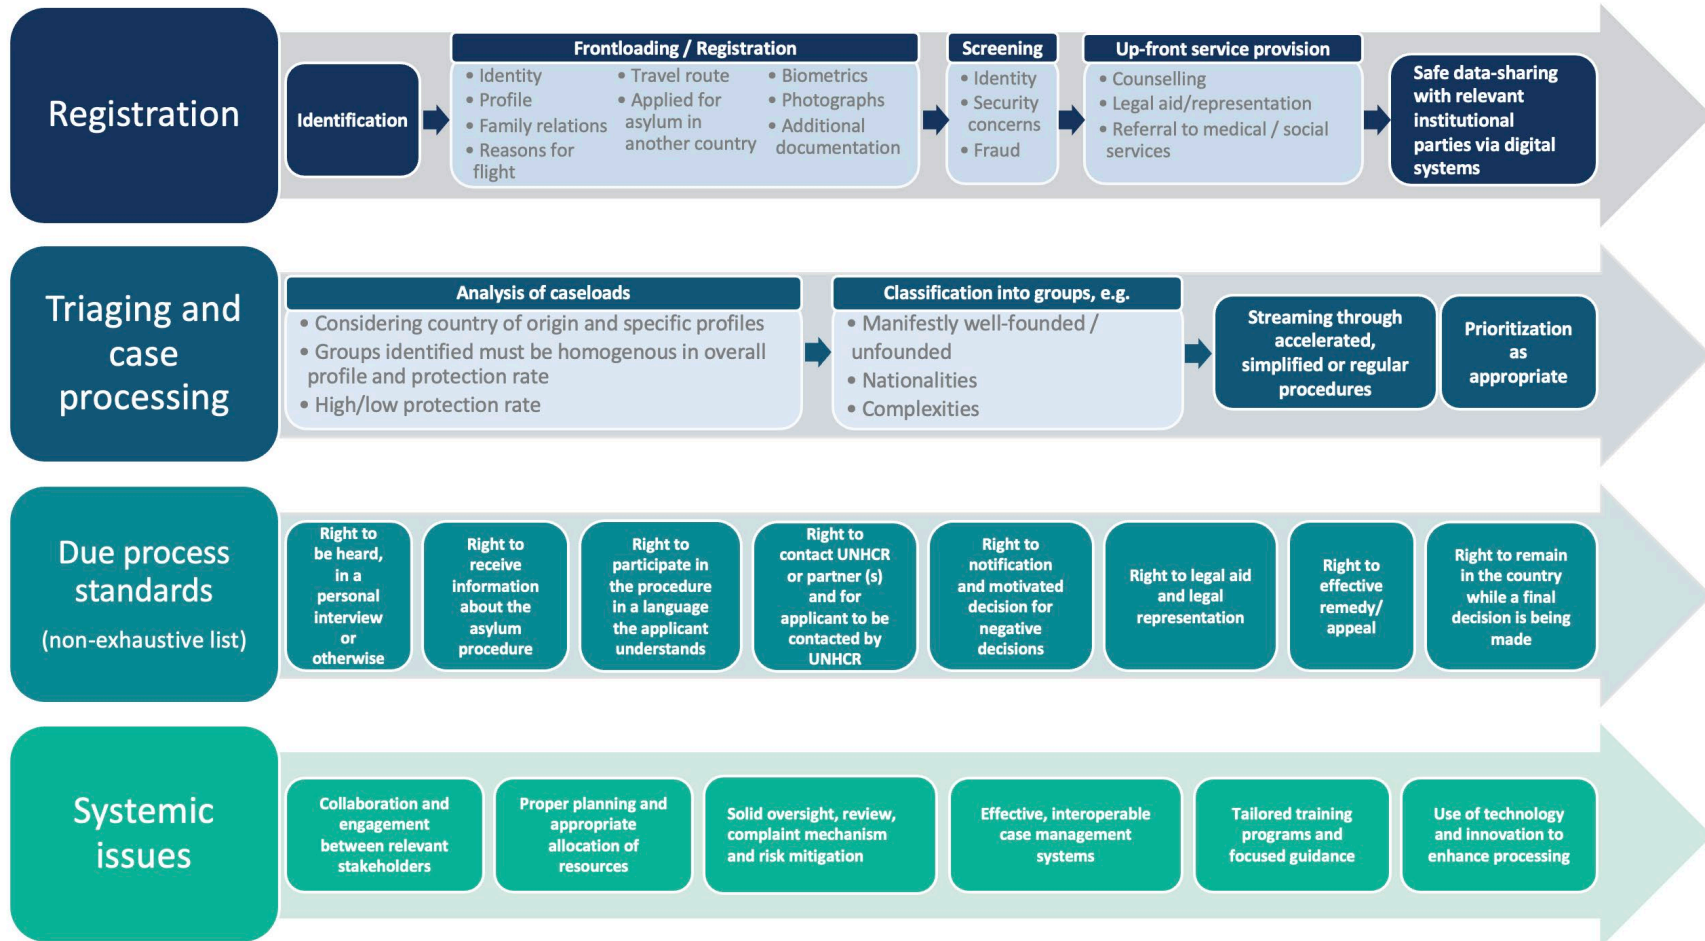 Registration
Identification
Frontloading / Registration
• Identity
• Profile
• Family relations
• Reasons for
flight
• Travel route
• Applied for
asylum in
another country
• Biometrics
• Photographs
• Additional
documentation
Screening
• Identity
• Security
concerns
• Fraud
Up-front service provision
• Counselling
• Legal aid/representation
• Referral to medical / social
services
Safe data-sharing
with relevant
institutional
parties via digital
systems
Triaging and
case
processing
Analysis of caseloads
• Considering country of origin and specific profiles
• Groups identified must be homogenous in overall
profile and protection rate
• High/low protection rate
Classification into groups, e.g.
• Manifestly well-founded /
unfounded
• Nationalities
• Complexities
Streaming through
accelerated,
simplified or regular
procedures
Prioritization
as
appropriate
Due process
standards
(non-exhaustive list)
Right to
be heard,
in a
personal
interview
or
otherwise
Right to
receive
information
about the
asylum
procedure
Right to
participate in
the procedure
in a language
the applicant
understands
Right to
contact UNHCR
or partner (s)
and for
applicant to be
contacted by
UNHCR
Right to
notification
and motivated
decision for
negative
decisions
Right to legal aid
and legal
representation
Right to
effective
remedy/
appeal
Right to remain
in the country
while a final
decision is being
made
Systemic
issues
Collaboration and
engagement
between relevant
stakeholders
Proper planning and
appropriate
allocation of
resources
Solid oversight, review,
complaint mechanism
and risk mitigation
Effective, interoperable
case management
systems
Tailored training
programs and
focused guidance
Use of technology
and innovation to
enhance processing